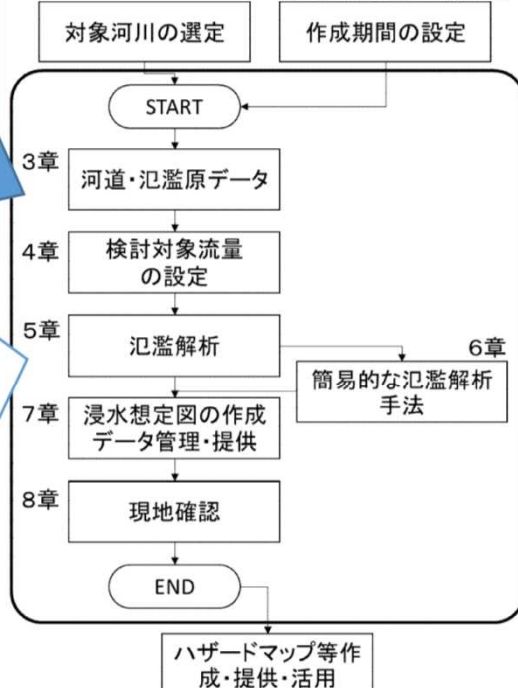 対象河川の選定
作成期間の設定
START
3章
河道・氾濫原データ
4章
検討対象流量
の設定
5章
氾濫解析
6章
簡易的な氾濫解析
手法
7章
浸水想定図の作成
データ管理・提供
8章
現地確認
END
ハザードマップ等作
成・提供・活用